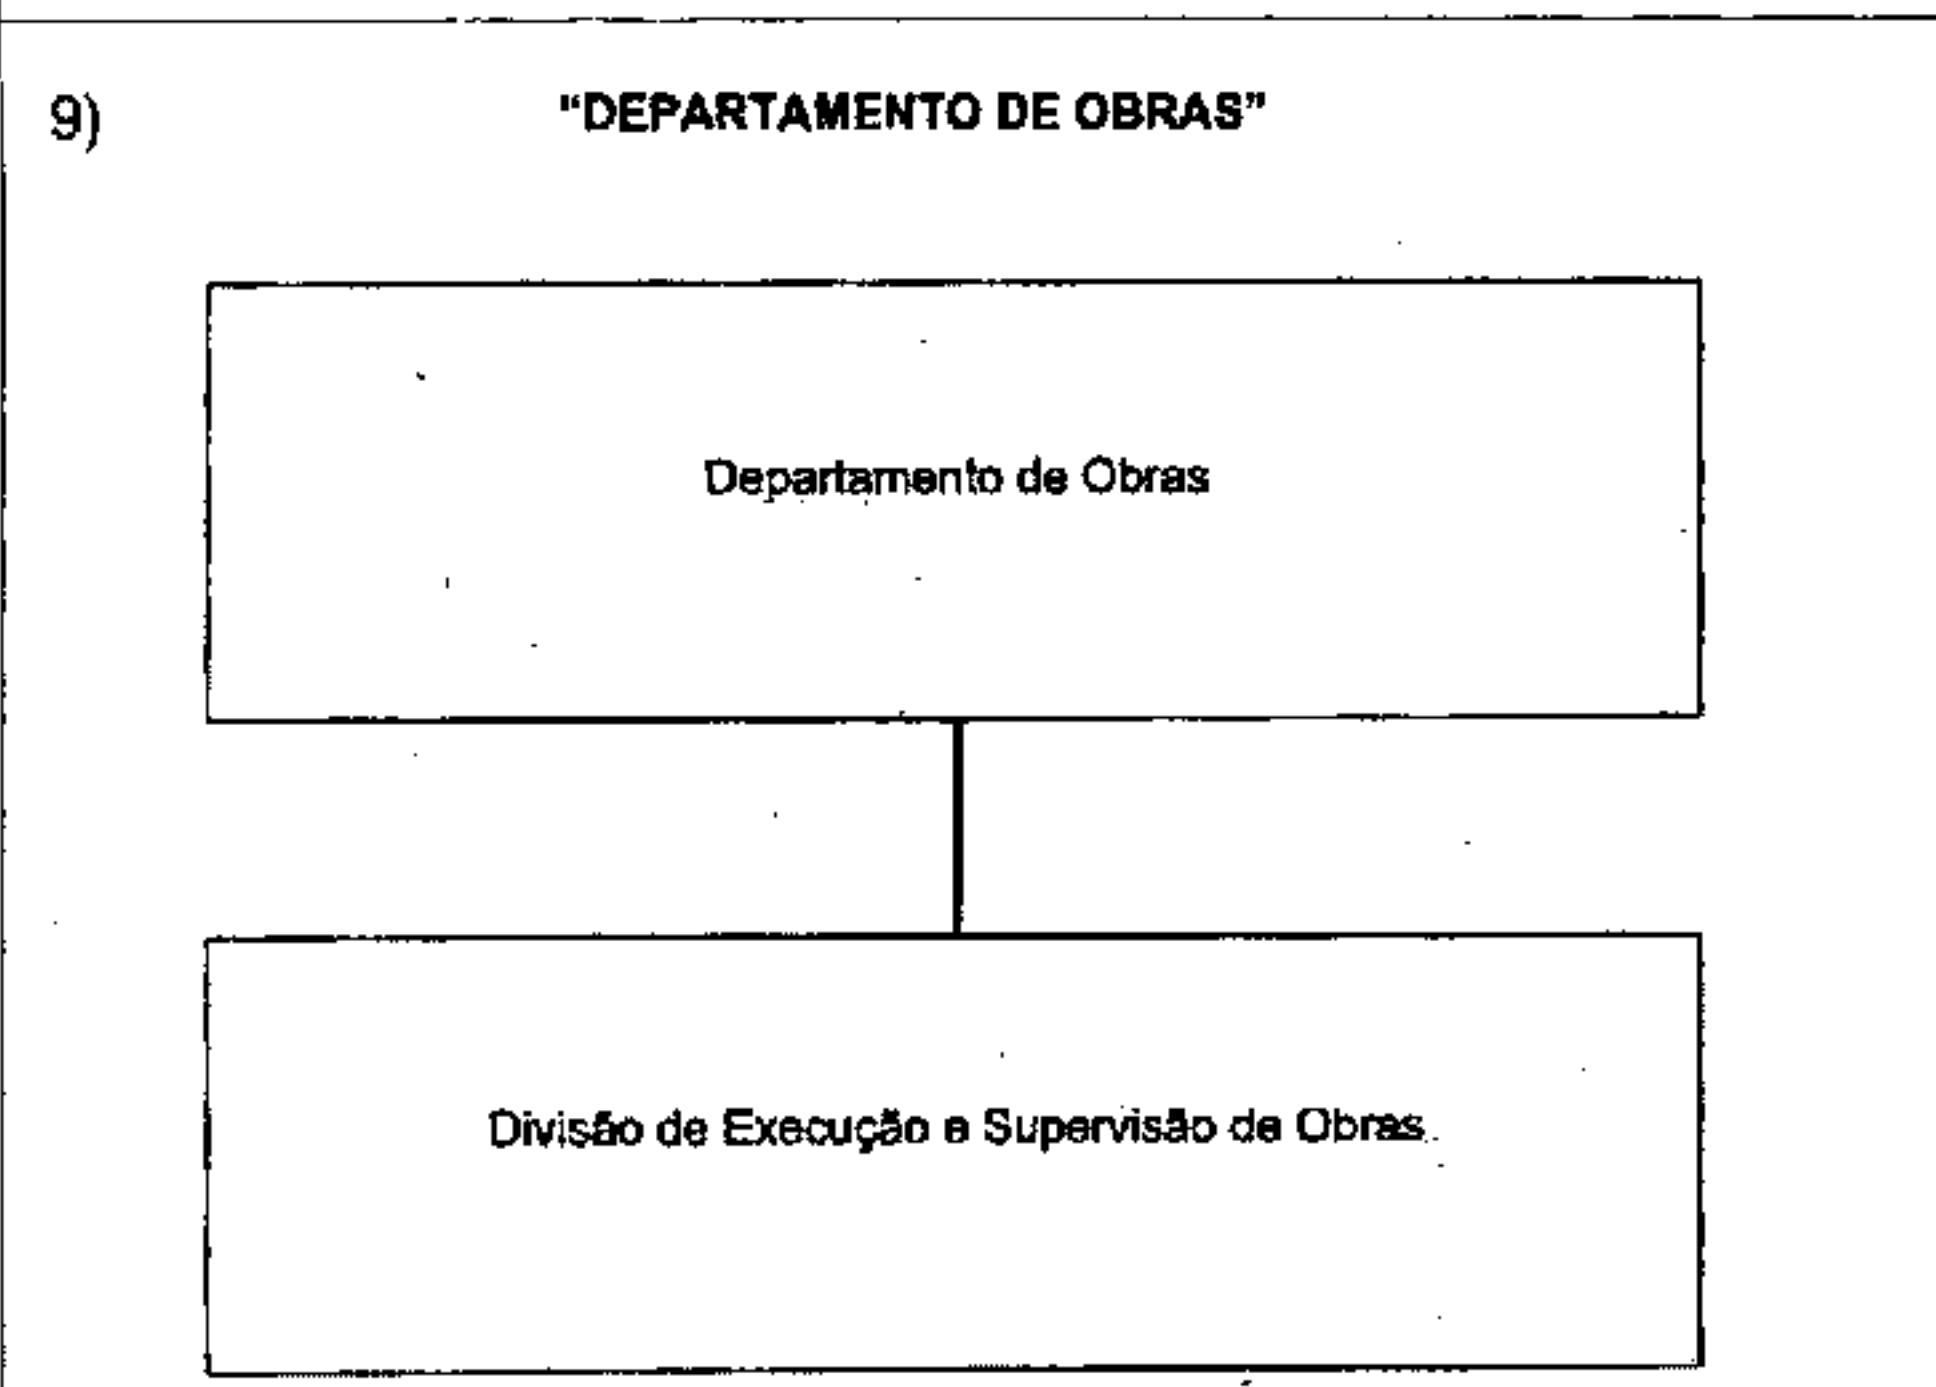 9)
"DEPARTAMENTO DE OBRAS"
Departamento de Obras
Divisão de Execução e Supervisão de Obras